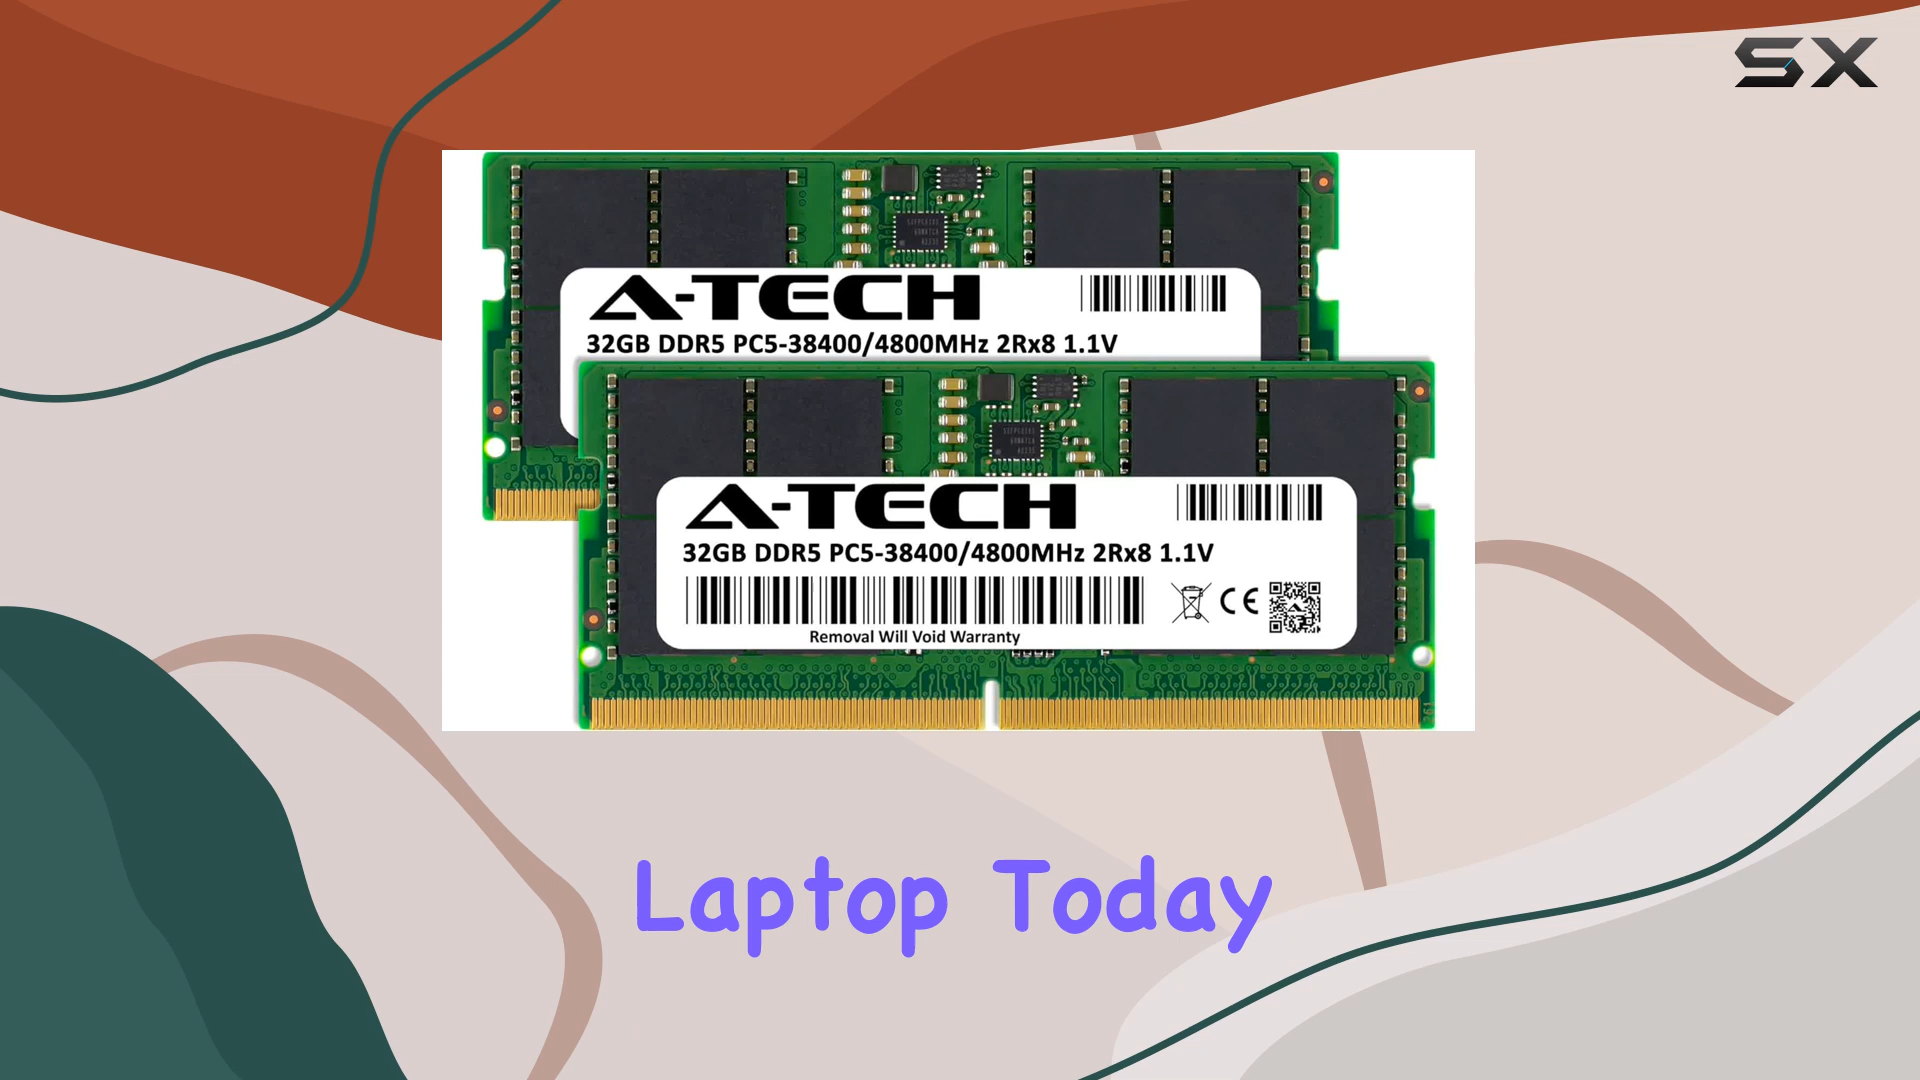 SX
A-TECH
32GB DDR5 PC5-38400/4800MHz 2Rx8 1.1V
A-TECH
32GB DDR5 PC5-38400/4800MHz 2Rx8 1.1V
CE
Removal Will Void Warranty
Laptop Today